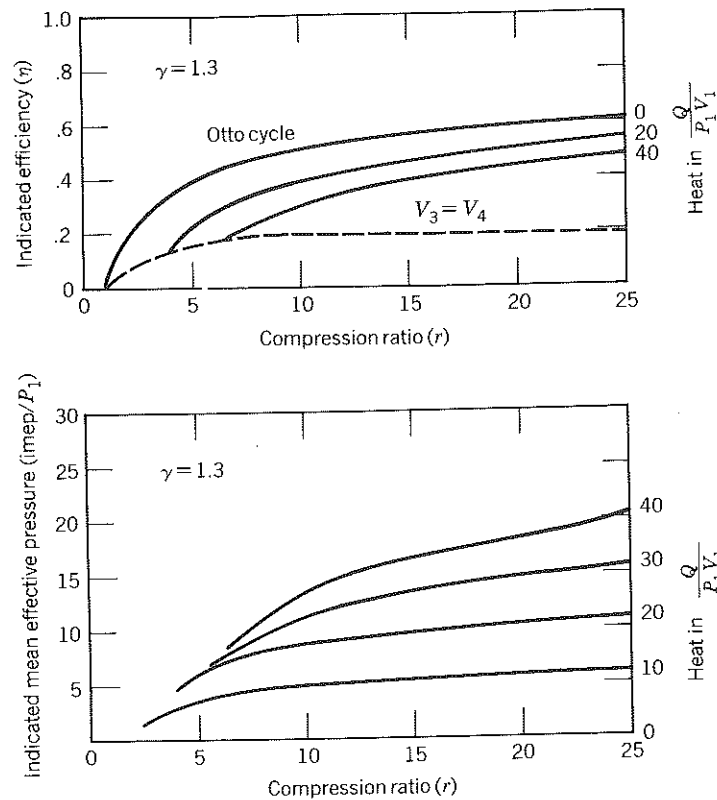 Indicated efficiency (η)
1.0
.8
.6
.4
.2
0
γ = 1.3
Otto cycle
V3 = V4
0
20
40
Heat in Q/P1 V1
0 5 10 15 20 25
Compression ratio (r)
Indicated mean effective pressure (imep/P1)
30
25
20
15
10
5
γ = 1.3
40
30
20
10
0
Heat in Q/P V
0 5 10 15 20 25
Compression ratio (r)